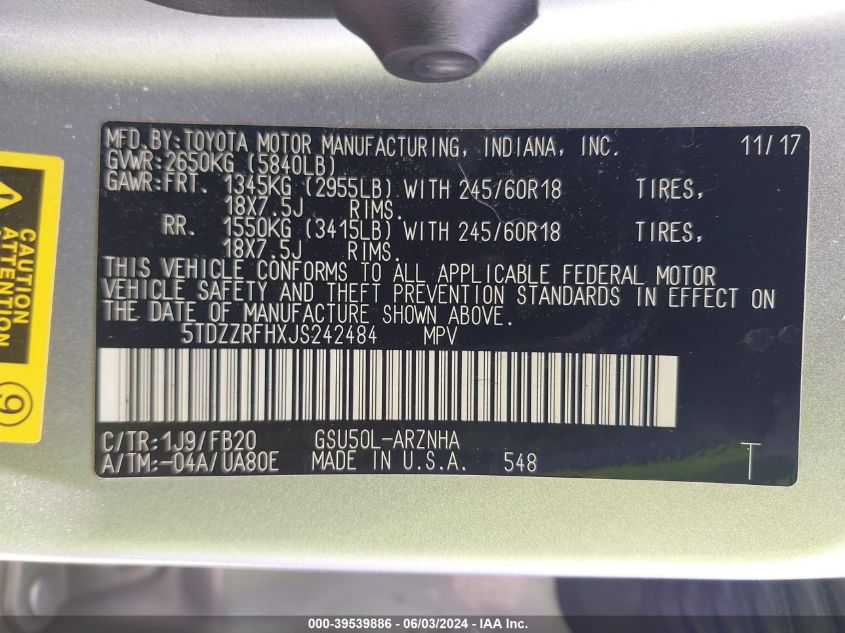 MFD.BY:TOYOTA MOTOR MANUFACTURING, INDIANA, INC. 11/17
GVWR:2650KG (5840LB)
GAWR:FRT. 1345KG (2955LB) WITH 245/60R18 TIRES,
18X7.5J RIMS.
RR. 1550KG (3415LB) WITH 245/60R18 TIRES,
18X7.5J RIMS.
THIS VEHICLE CONFORMS TO ALL APPLICABLE FEDERAL MOTOR
VEHICLE SAFETY AND THEFT PREVENTION STANDARDS IN EFFECT ON
THE DATE OF MANUFACTURE SHOWN ABOVE.
5TDZZRFHXJS242484 MPV
C/TR:1J9/FB20 GSU50L-ARZNHA
A/TM:-04A/UA80E MADE IN U.S.A. 548 T
CAUTION
ATTENTION
9
000-39539886 - 06/03/2024 - IAA Inc.